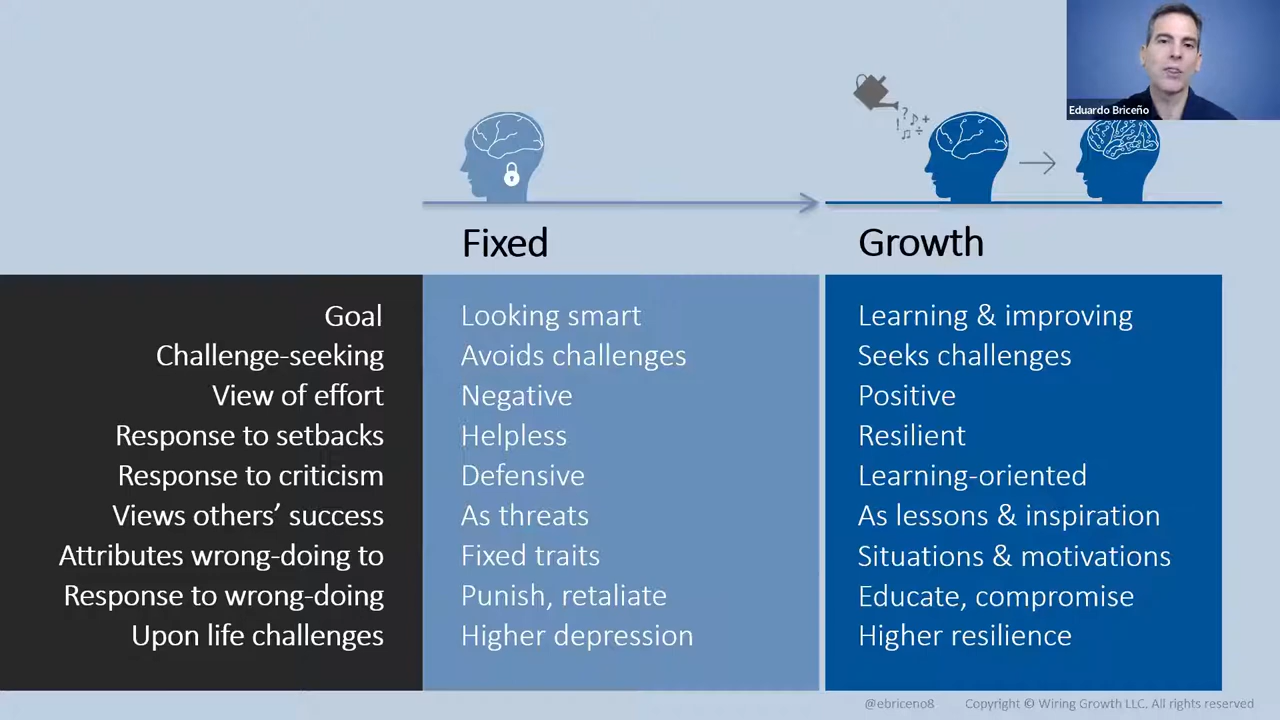 Eduardo Briceño
Fixed Growth
Goal Looking smart Learning & improving
Challenge-seeking Avoids challenges Seeks challenges
View of effort Negative Positive
Response to setbacks Helpless Resilient
Response to criticism Defensive Learning-oriented
Views others’ success As threats As lessons & inspiration
Attributes wrong-doing to Fixed traits Situations & motivations
Response to wrong-doing Punish, retaliate Educate, compromise
Upon life challenges Higher depression Higher resilience
@ebriceno8 Copyright © Wiring Growth LLC. All rights reserved